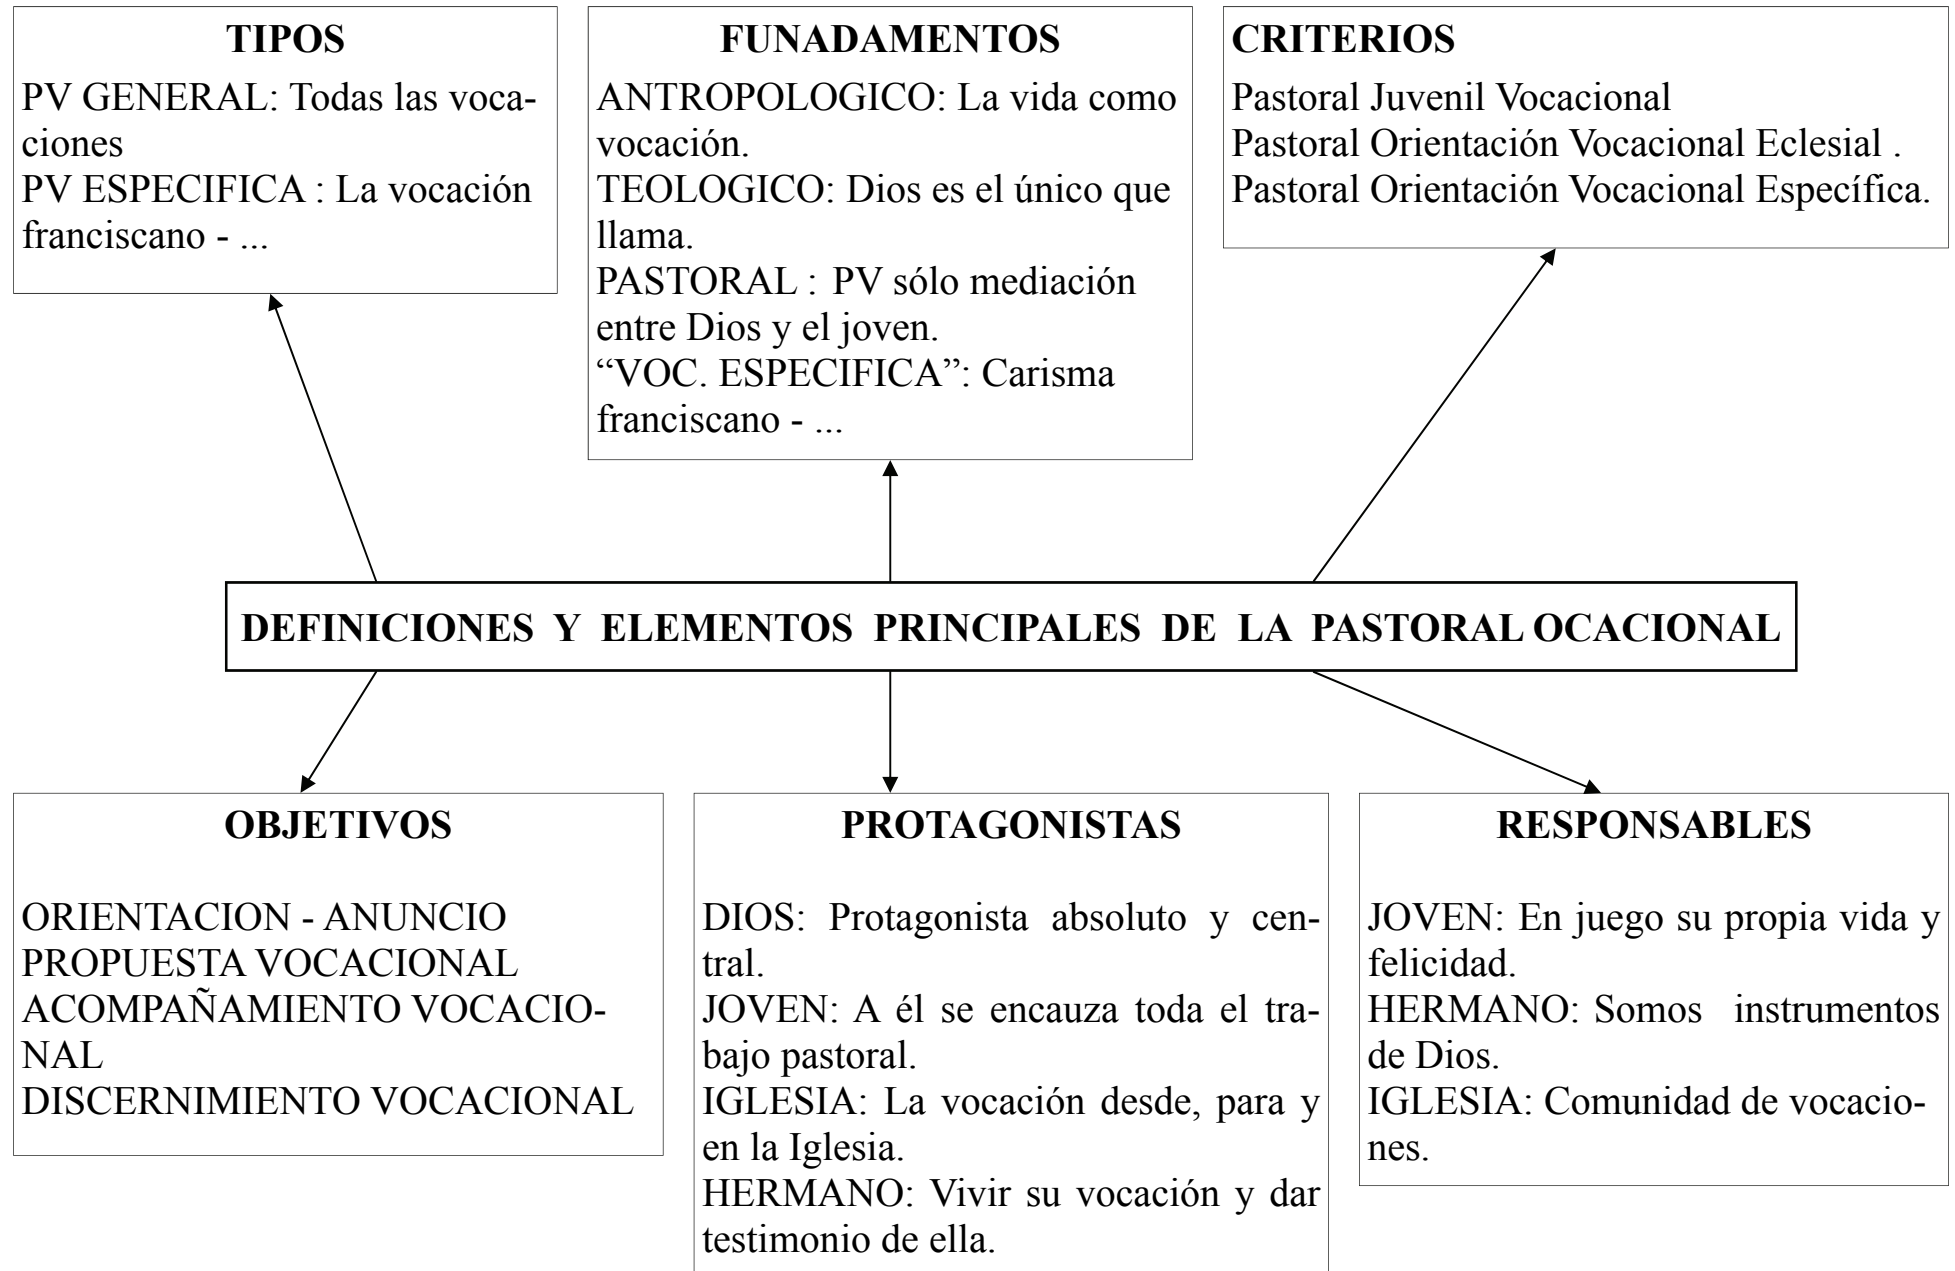 TIPOS
PV GENERAL: Todas las voca-
ciones
PV ESPECIFICA : La vocación
franciscano - ...
FUNADAMENTOS
ANTROPOLOGICO: La vida como
vocación.
TEOLOGICO: Dios es el único que
llama.
PASTORAL : PV sólo mediación
entre Dios y el joven.
“VOC. ESPECIFICA”: Carisma
franciscano - ...
CRITERIOS
Pastoral Juvenil Vocacional
Pastoral Orientación Vocacional Eclesial .
Pastoral Orientación Vocacional Específica.
DEFINICIONES Y ELEMENTOS PRINCIPALES DE LA PASTORAL OCACIONAL
OBJETIVOS
ORIENTACION - ANUNCIO
PROPUESTA VOCACIONAL
ACOMPAÑAMIENTO VOCACIO-
NAL
DISCERNIMIENTO VOCACIONAL
PROTAGONISTAS
DIOS: Protagonista absoluto y cen-
tral.
JOVEN: A él se encauza toda el tra-
bajo pastoral.
IGLESIA: La vocación desde, para y
en la Iglesia.
HERMANO: Vivir su vocación y dar
testimonio de ella.
RESPONSABLES
JOVEN: En juego su propia vida y
felicidad.
HERMANO: Somos instrumentos
de Dios.
IGLESIA: Comunidad de vocacio-
nes.